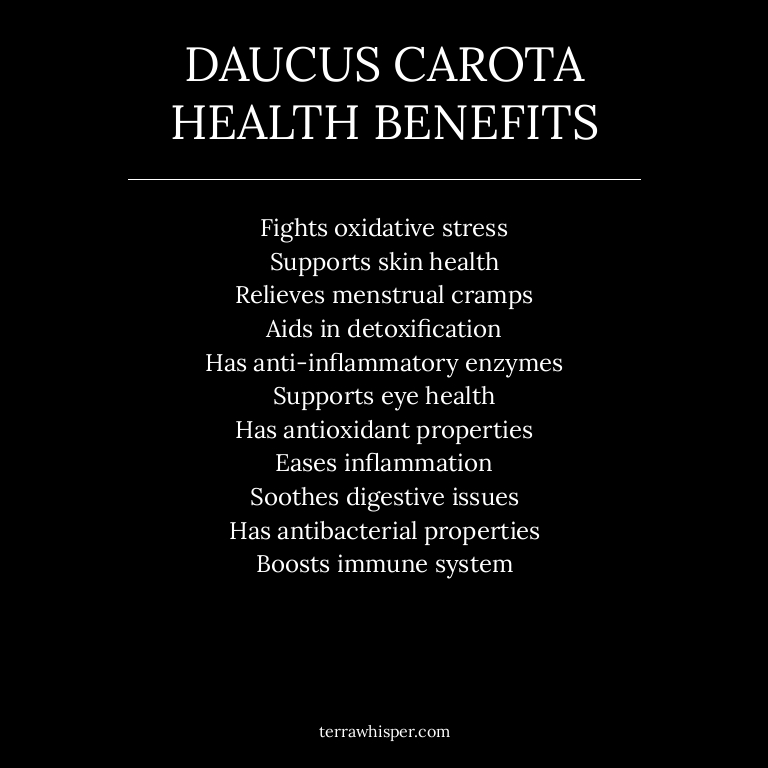 DAUCUS CAROTA
HEALTH BENEFITS
Fights oxidative stress
Supports skin health
Relieves menstrual cramps
Aids in detoxification
Has anti-inflammatory enzymes
Supports eye health
Has antioxidant properties
Eases inflammation
Soothes digestive issues
Has antibacterial properties
Boosts immune system
terrawhisper.com